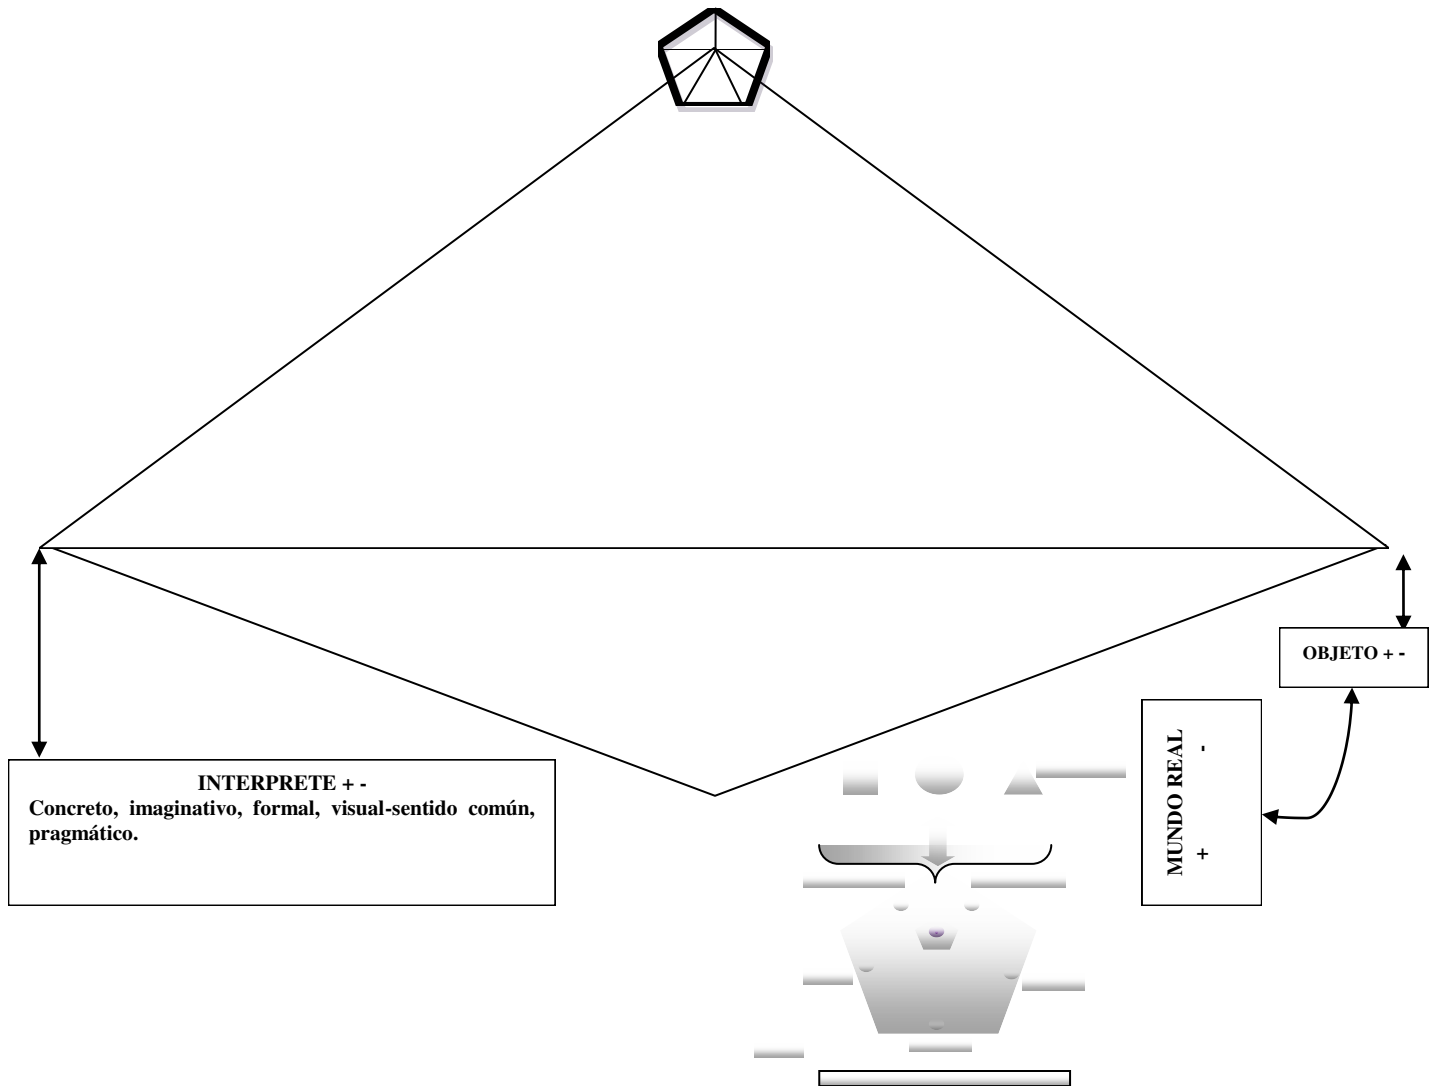 OBJETO + -
MUNDO REAL
+ -
INTERPRETE + -
Concreto, imaginativo, formal, visual-sentido común,
pragmático.